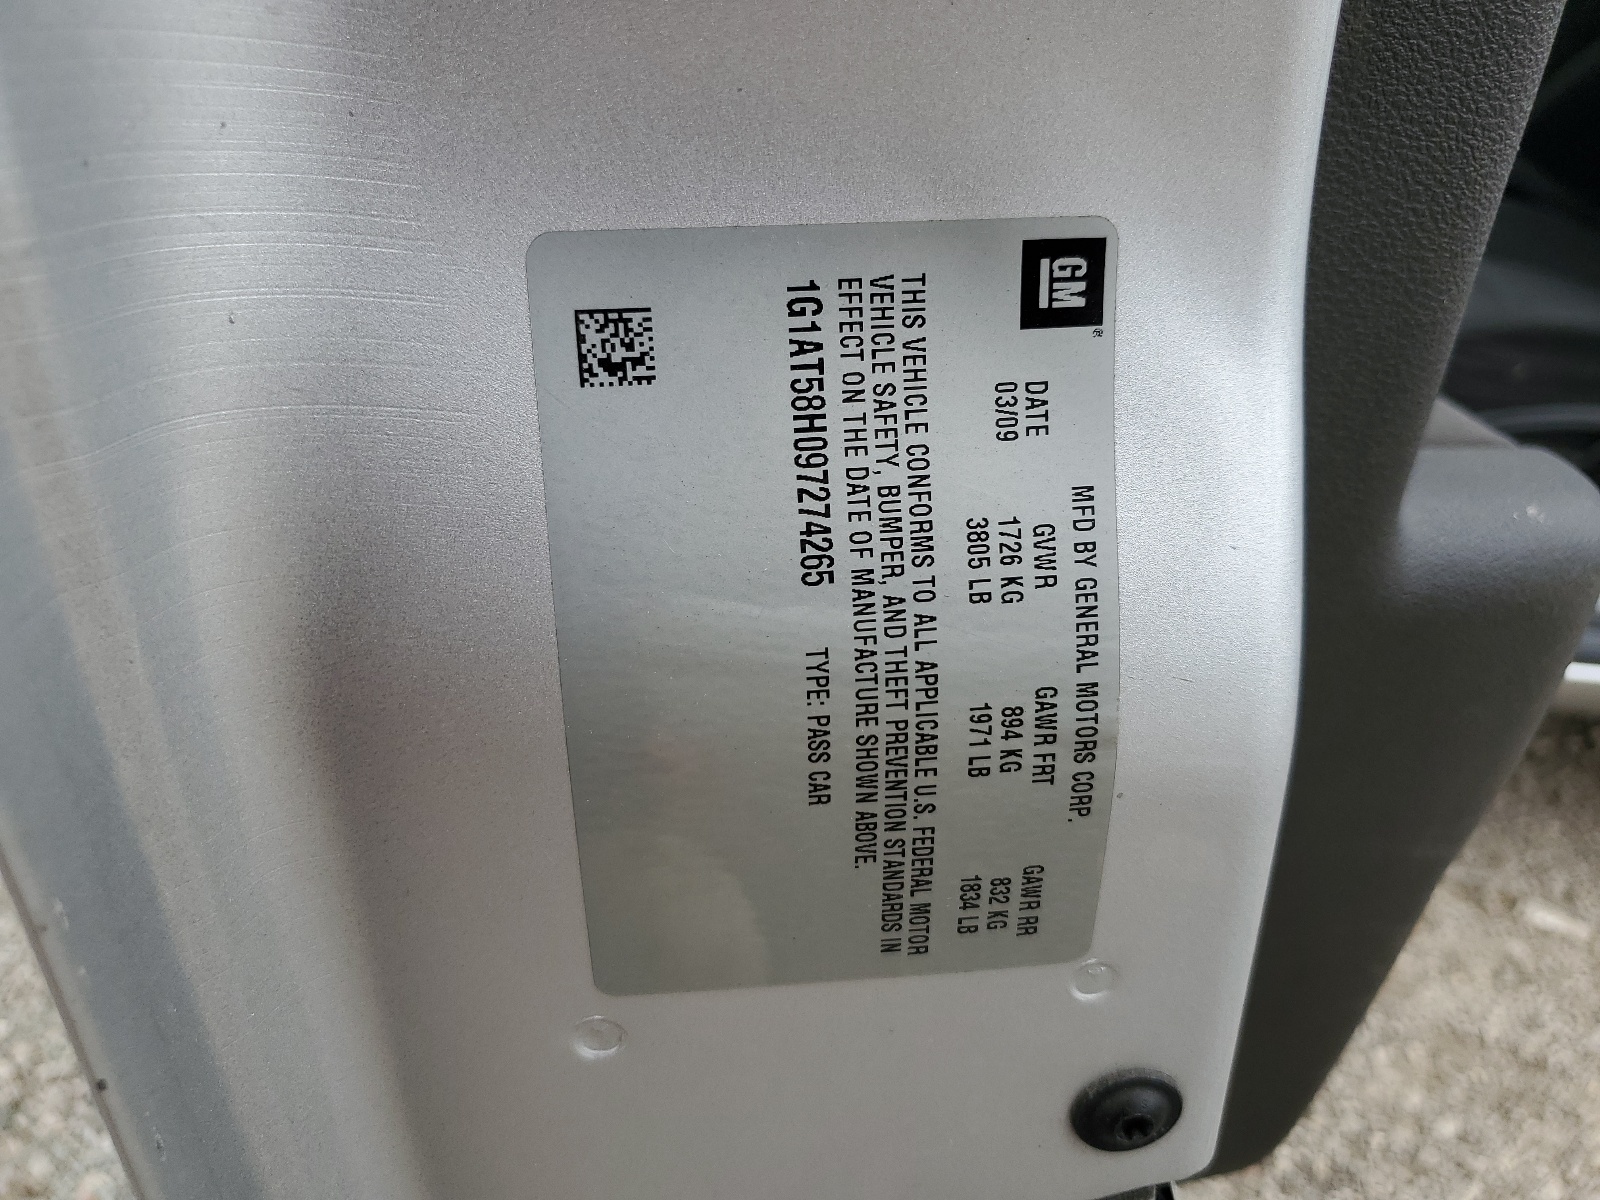 GM®
MFD BY GENERAL MOTORS CORP.
DATE GVWR GAWR FRT GAWR RR
03/09 1726 KG 894 KG 832 KG
3805 LB 1971 LB 1834 LB
THIS VEHICLE CONFORMS TO ALL APPLICABLE U.S. FEDERAL MOTOR
VEHICLE SAFETY, BUMPER, AND THEFT PREVENTION STANDARDS IN
EFFECT ON THE DATE OF MANUFACTURE SHOWN ABOVE.
1G1AT58H097274265 TYPE: PASS CAR